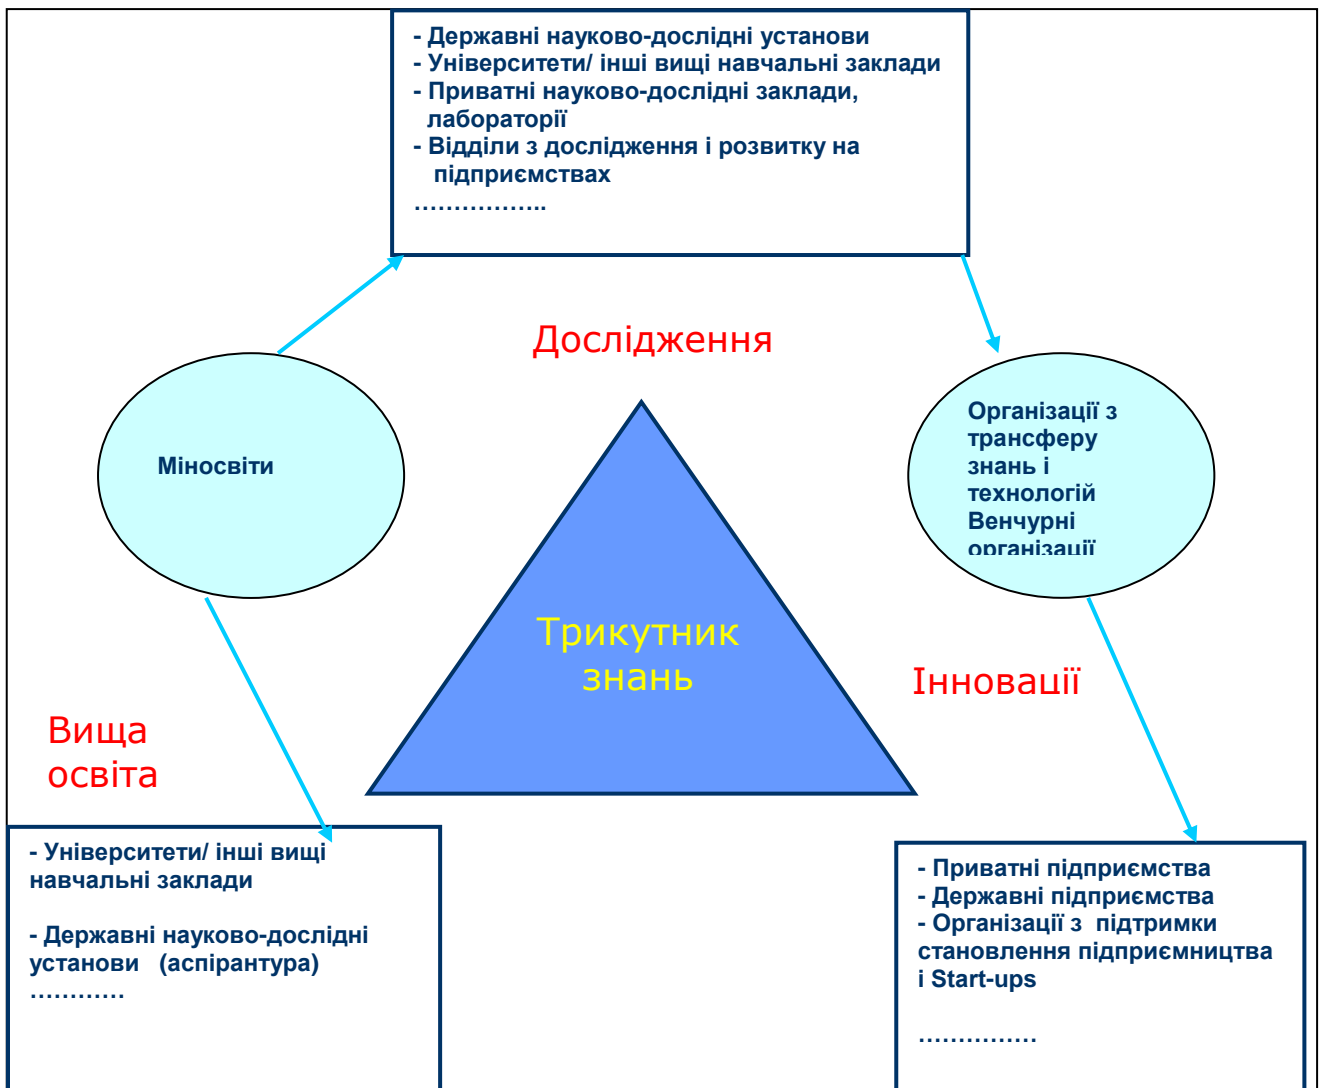 - Державні науково-дослідні установи
- Університети/ інші вищі навчальні заклади
- Приватні науково-дослідні заклади,
лабораторії
- Відділи з дослідження і розвитку на
підприємствах
……………..
Дослідження
Міносвіти
Організації з
трансферу
знань і
технологій
Венчурні
організації
Трикутник
знань
Інновації
Вища
освіта
- Університети/ інші вищі
навчальні заклади
- Державні науково-дослідні
установи (аспірантура)
…………
- Приватні підприємства
- Державні підприємства
- Організації з підтримки
становлення підприємництва
і Start-ups
……………